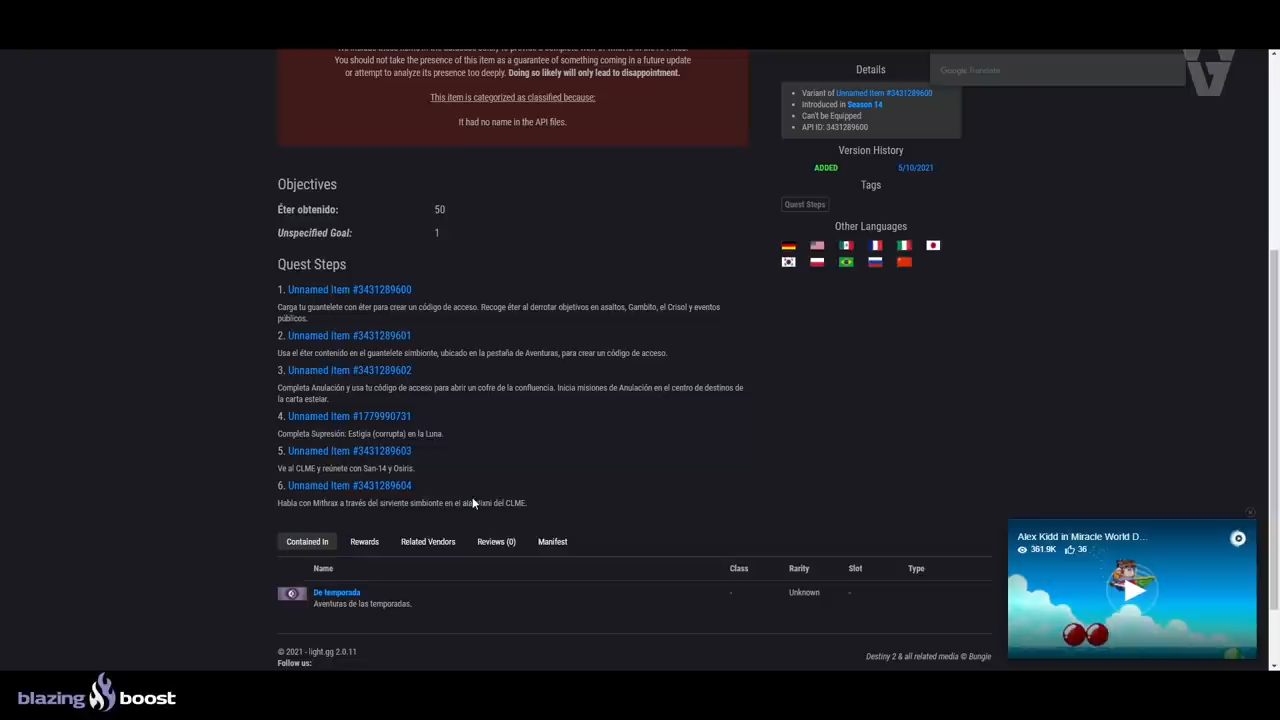 You should not take the presence of this item as a guarantee of something coming in a future update
or attempt to analyze its presence too deeply. Doing so likely will only lead to disappointment.
This item is categorized as classified because:
It had no name in the API files.
Details
Google Translate
Variant of Unnamed Item #3431289600
Introduced in Season 14
Can't be Equipped
API ID: 3431289600
Version History
ADDED 5/10/2021
Tags
Quest Steps
Other Languages
Objectives
Éter obtenido: 50
Unspecified Goal: 1
Quest Steps
1. Unnamed Item #3431289600
Carga tu guantelete con éter para crear un código de acceso. Recoge éter al derrotar objetivos en asaltos, Gambito, el Crisol y eventos
públicos.
2. Unnamed Item #3431289601
Usa el éter contenido en el guantelete simbionte, ubicado en la pestaña de Aventuras, para crear un código de acceso.
3. Unnamed Item #3431289602
Completa Anulación y usa tu código de acceso para abrir un cofre de la confluencia. Inicia misiones de Anulación en el centro de destinos de
la carta estelar.
4. Unnamed Item #1779990731
Completa Supresión: Estigia (corrupta) en la Luna.
5. Unnamed Item #3431289603
Ve al CLME y reúnete con San-14 y Osiris.
6. Unnamed Item #3431289604
Habla con Mithrax a través del sirviente simbionte en el ala del CLME.
Contained In Rewards Related Vendors Reviews (0) Manifest
Name Class Rarity Slot Type
De temporada - Unknown -
Aventuras de las temporadas.
© 2021 - light.gg 2.0.11
Follow us:
Destiny 2 & all related media © Bungie
Alex Kidd in Miracle World D...
361.9K 36
blazing boost